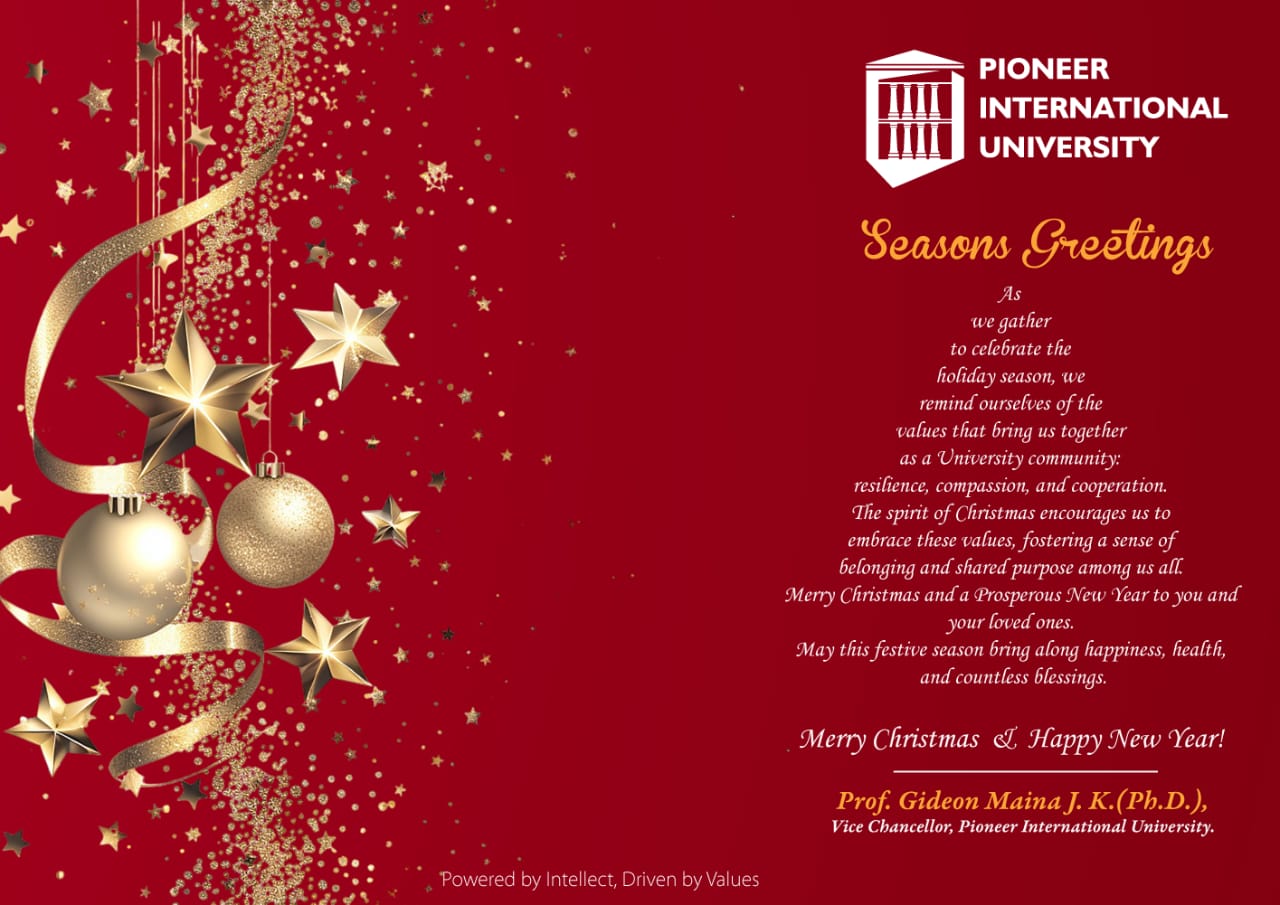 PIONEER
INTERNATIONAL
UNIVERSITY
Seasons Greetings
As
we gather
to celebrate the
holiday season, we
remind ourselves of the
values that bring us together
as a University community:
resilience, compassion, and cooperation.
The spirit of Christmas encourages us to
embrace these values, fostering a sense of
belonging and shared purpose among us all.
Merry Christmas and a Prosperous New Year to you and
your loved ones.
May this festive season bring along happiness, health,
and countless blessings.
Merry Christmas & Happy New Year!
Prof. Gideon Maina J. K.(Ph.D.),
Vice Chancellor, Pioneer International University.
Powered by Intellect, Driven by Values